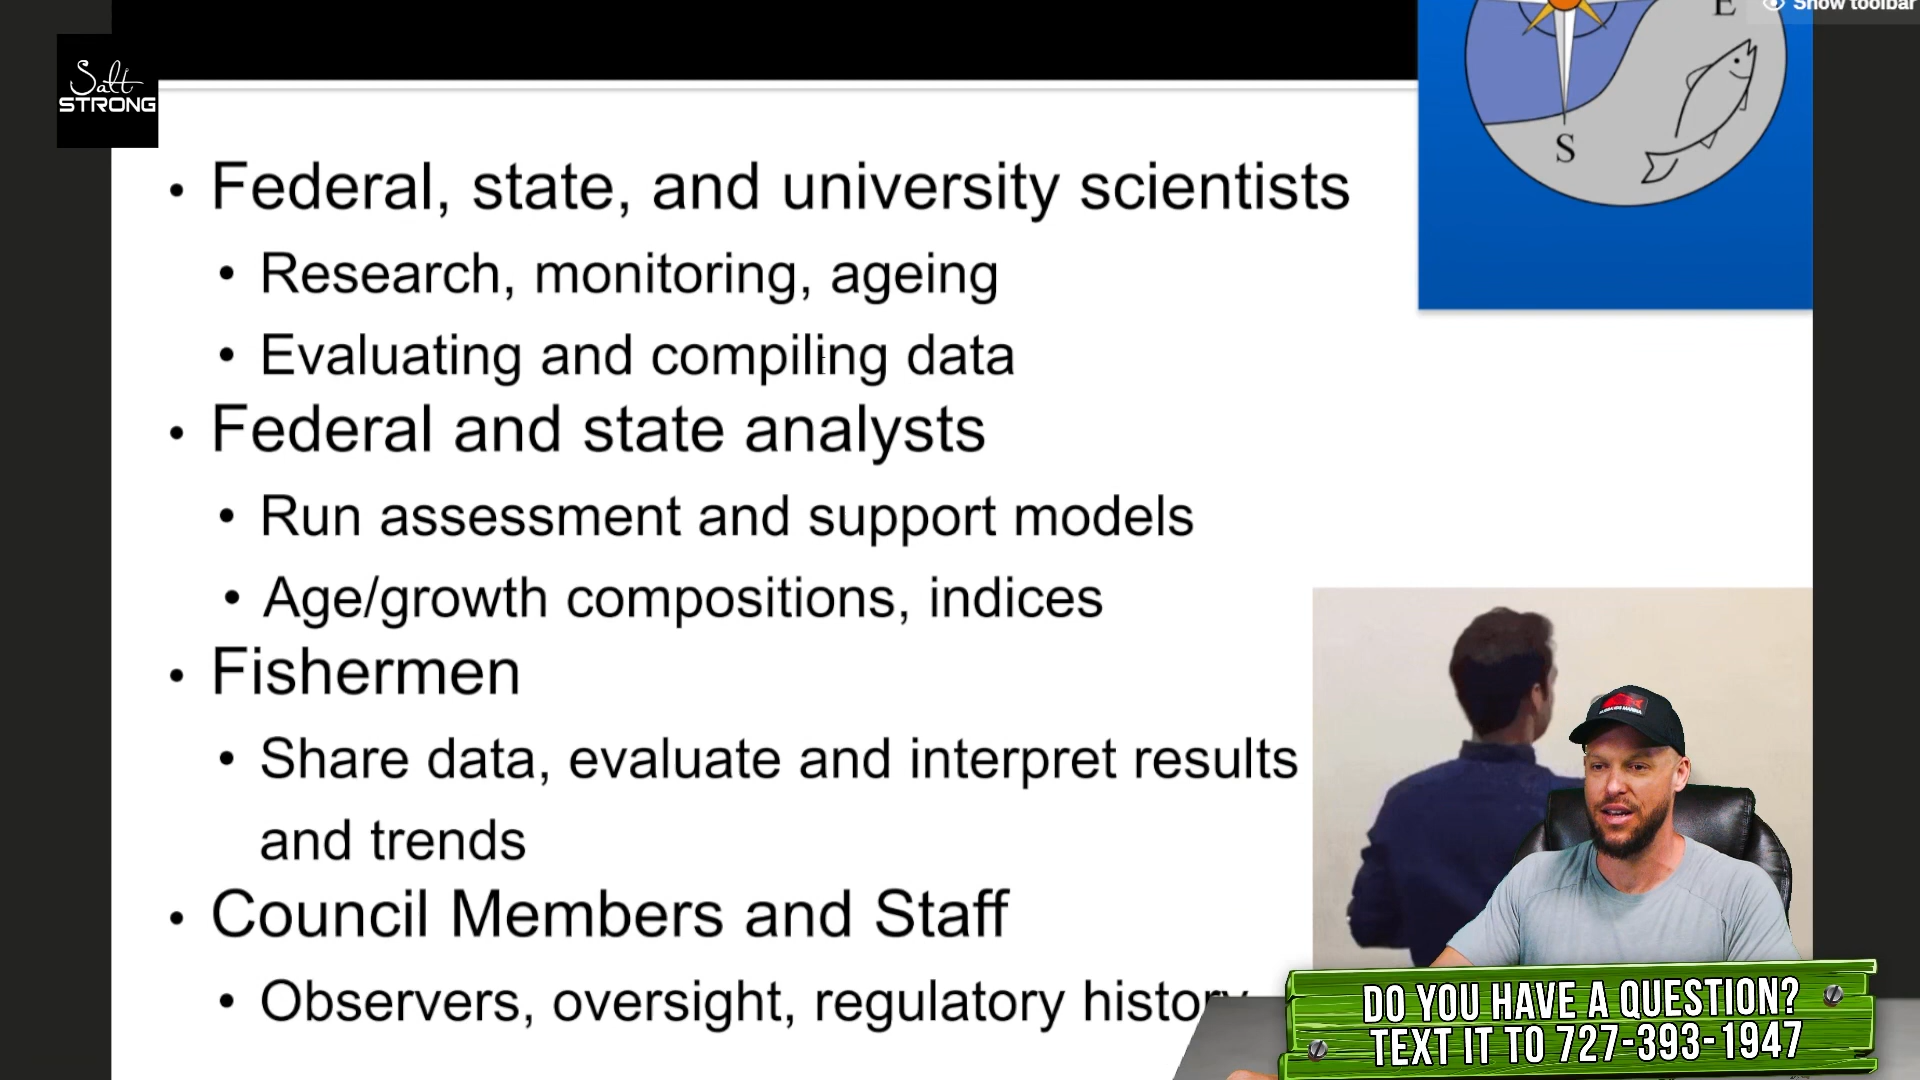 Show toolbar
E
Salt
STRONG
S
• Federal, state, and university scientists
• Research, monitoring, ageing
• Evaluating and compiling data
• Federal and state analysts
• Run assessment and support models
• Age/growth compositions, indices
• Fishermen
• Share data, evaluate and interpret results
and trends
• Council Members and Staff
• Observers, oversight, regulatory history
DO YOU HAVE A QUESTION?
TEXT IT TO 727-393-1947